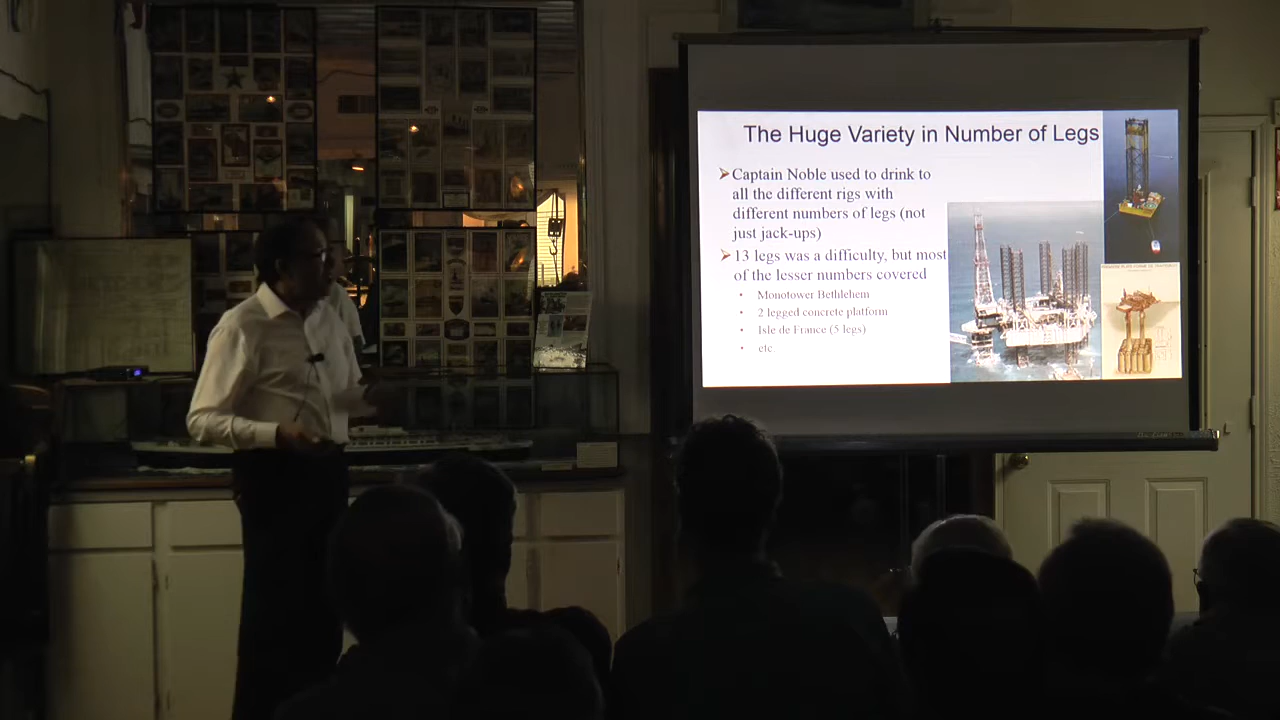 The Huge Variety in Number of Legs
Captain Noble used to drink to
all the different rigs with
different numbers of legs (not
just jack-ups)
13 legs was a difficulty, but most
of the lesser numbers covered
• Monotower Bethlehem
• 2 legged concrete platform
• Isle de France (5 legs)
• etc.